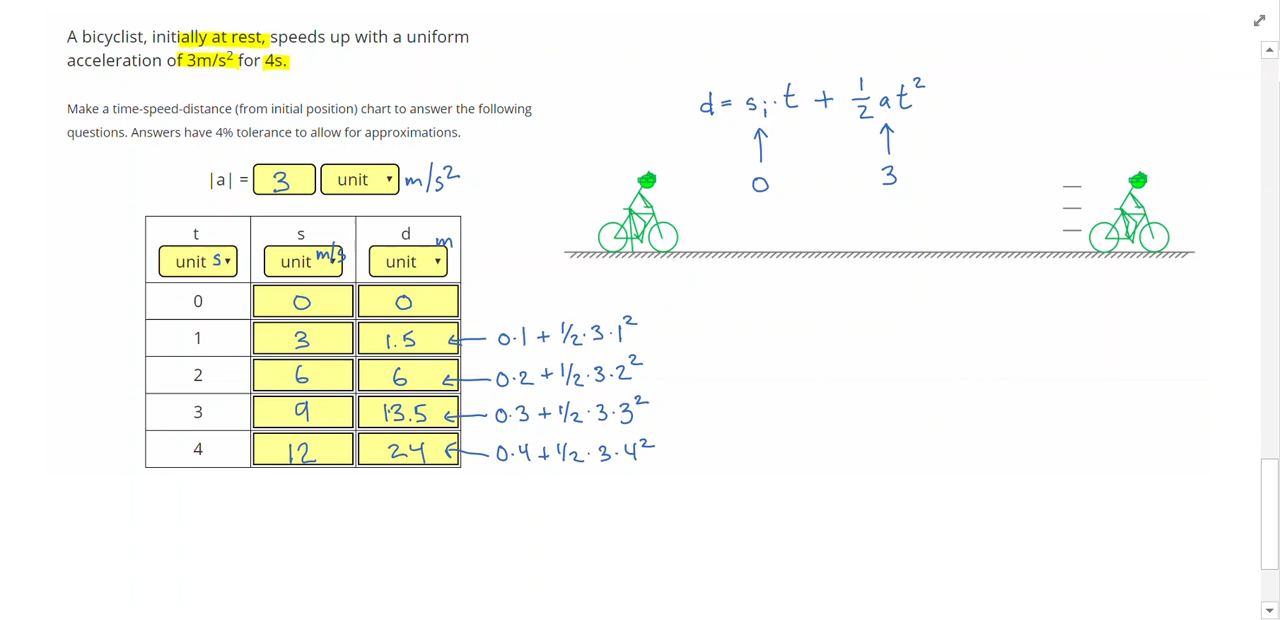 A bicyclist, initially at rest, speeds up with a uniform
acceleration of 3m/s² for 4s.
d = sᵢ · t + 1/2 at²
Make a time-speed-distance (from initial position) chart to answer the following
questions. Answers have 4% tolerance to allow for approximations.
|a| = 3 unit m/s²
0 3
t s d
unit s unit m/s unit m
0 0 0
1 3 1.5 0·1 + 1/2·3·1²
2 6 6 0·2 + 1/2·3·2²
3 9 13.5 0·3 + 1/2·3·3²
4 12 24 0·4 + 1/2·3·4²